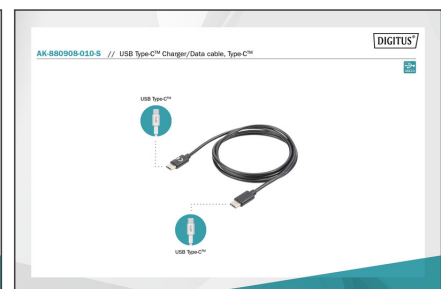 DIGITUS®
AK-880908-010-S // USB Type-C™ Charger/Data cable, Type-C™
USB Type-C™
USB Type-C™